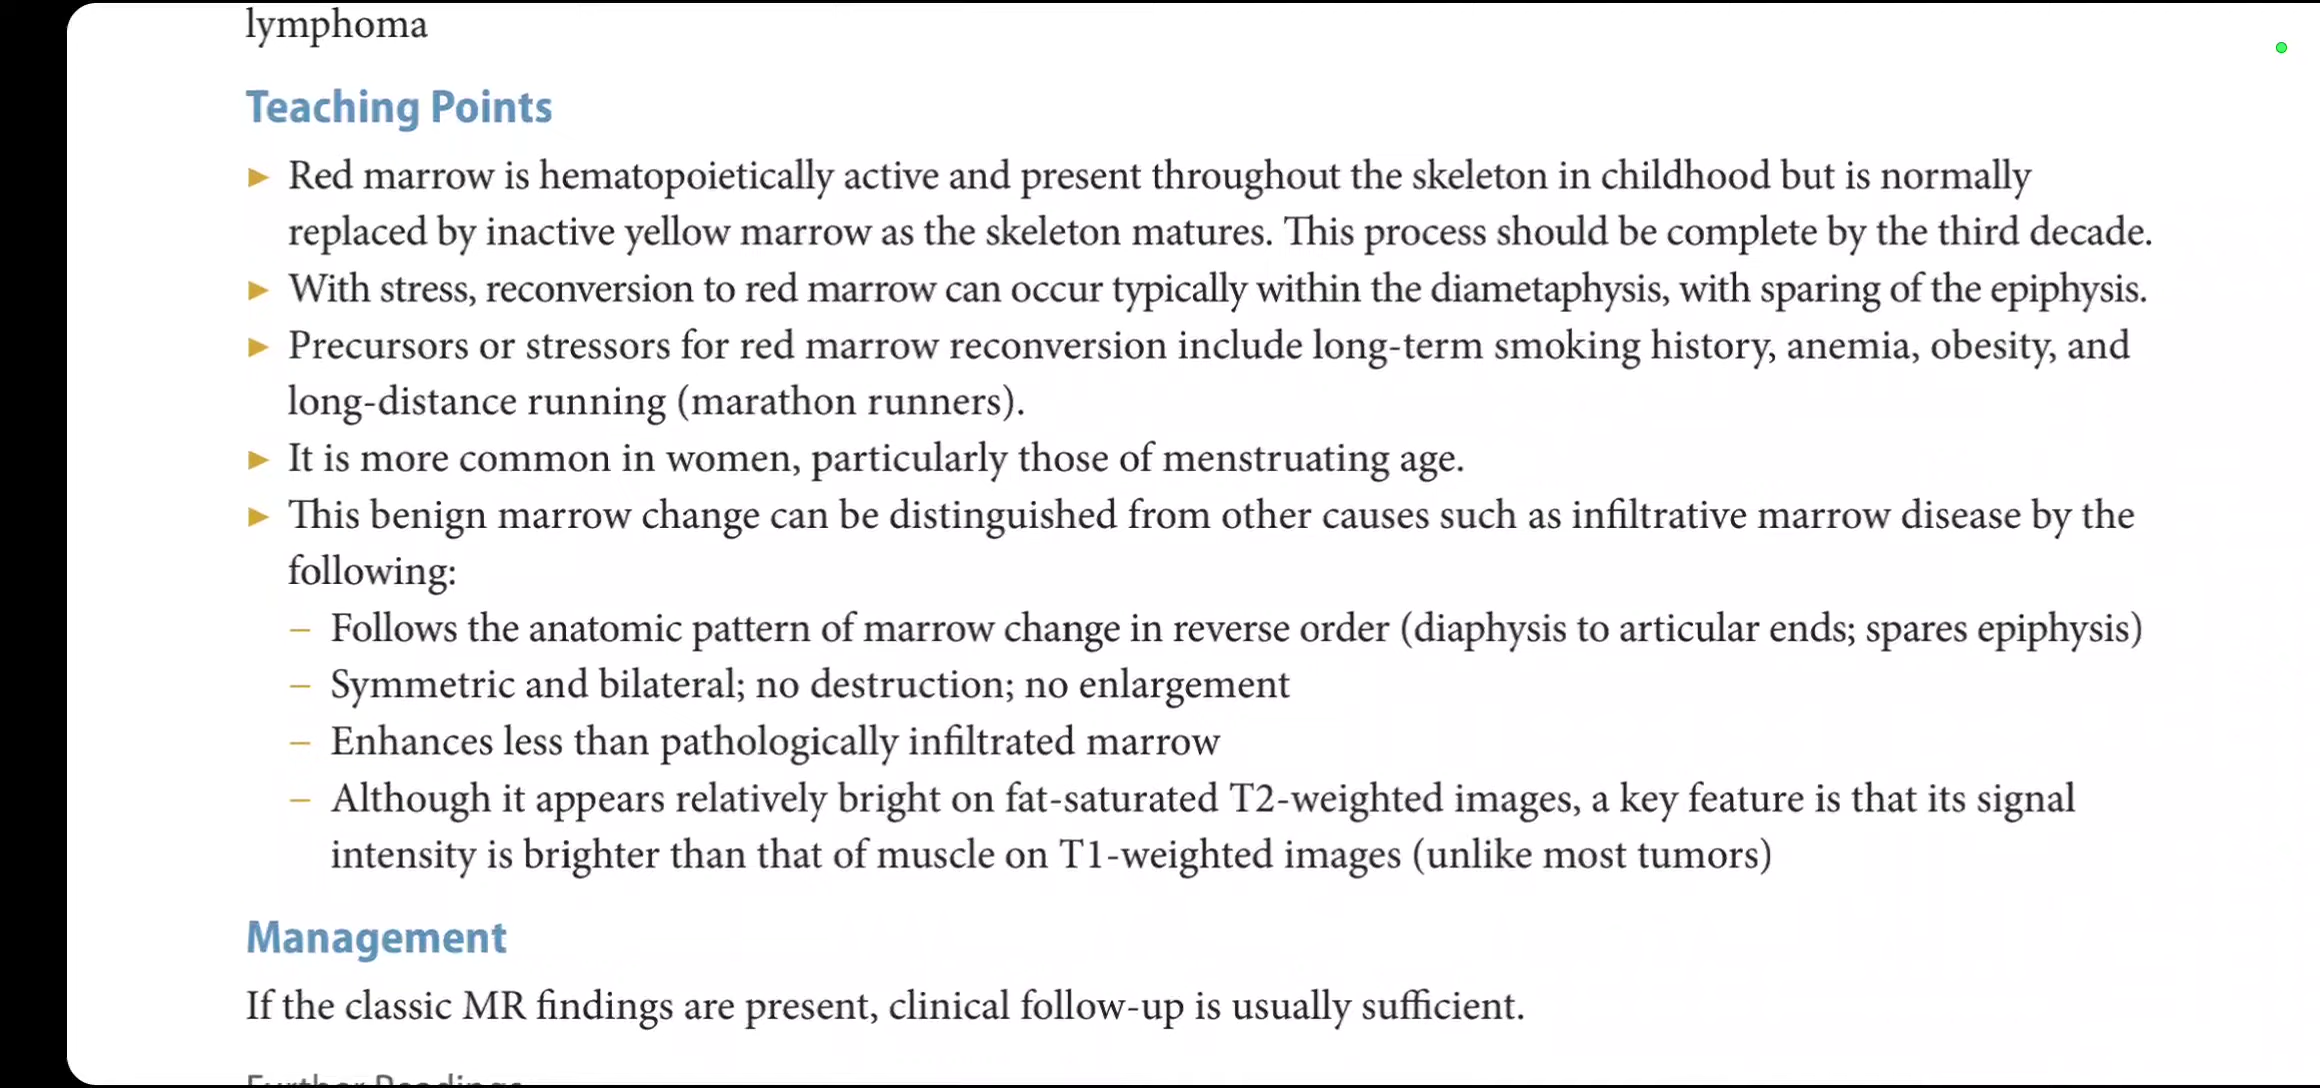 lymphoma
Teaching Points
► Red marrow is hematopoietically active and present throughout the skeleton in childhood but is normally
replaced by inactive yellow marrow as the skeleton matures. This process should be complete by the third decade.
► With stress, reconversion to red marrow can occur typically within the diametaphysis, with sparing of the epiphysis.
► Precursors or stressors for red marrow reconversion include long-term smoking history, anemia, obesity, and
long-distance running (marathon runners).
► It is more common in women, particularly those of menstruating age.
► This benign marrow change can be distinguished from other causes such as infiltrative marrow disease by the
following:
– Follows the anatomic pattern of marrow change in reverse order (diaphysis to articular ends; spares epiphysis)
– Symmetric and bilateral; no destruction; no enlargement
– Enhances less than pathologically infiltrated marrow
– Although it appears relatively bright on fat-saturated T2-weighted images, a key feature is that its signal
intensity is brighter than that of muscle on T1-weighted images (unlike most tumors)
Management
If the classic MR findings are present, clinical follow-up is usually sufficient.
Further Readings